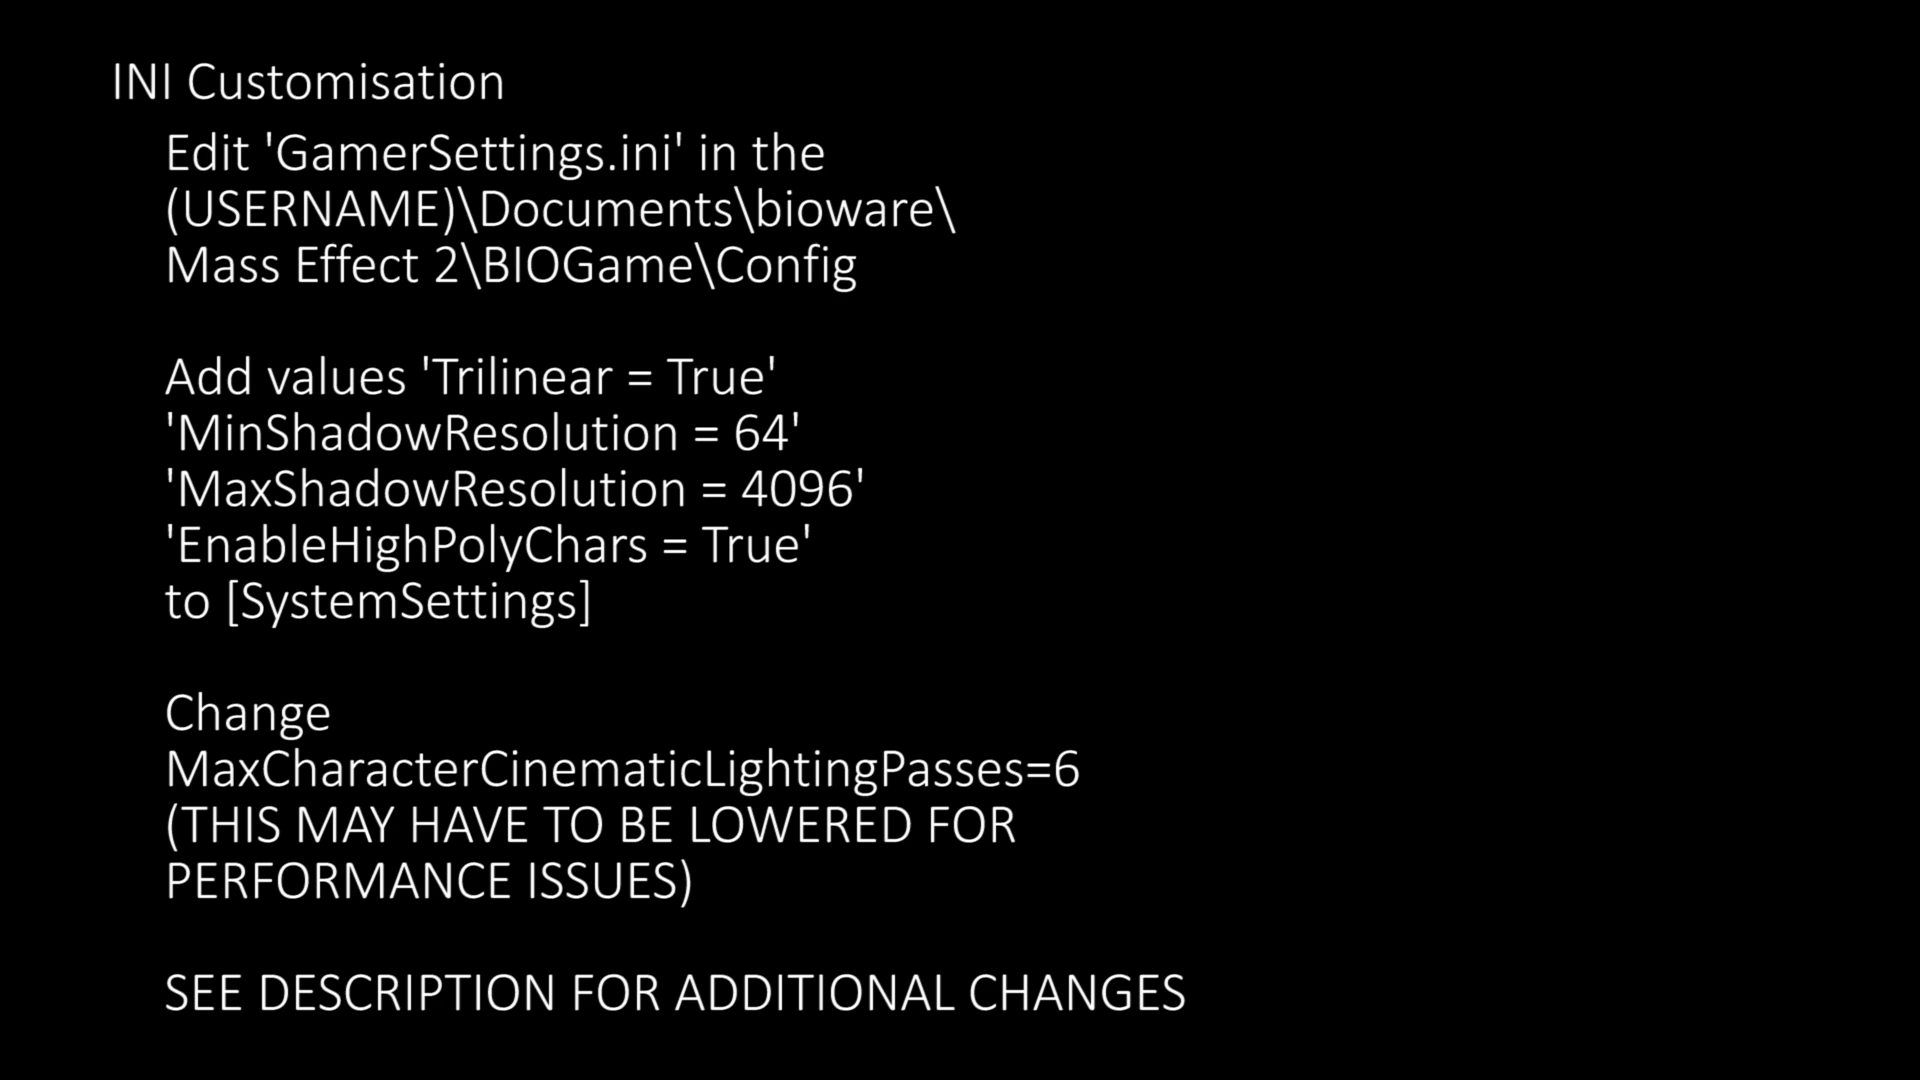 INI Customisation
Edit 'GamerSettings.ini' in the
(USERNAME)\Documents\bioware\
Mass Effect 2\BIOGame\Config
Add values 'Trilinear = True'
'MinShadowResolution = 64'
'MaxShadowResolution = 4096'
'EnableHighPolyChars = True'
to [SystemSettings]
Change
MaxCharacterCinematicLightingPasses=6
(THIS MAY HAVE TO BE LOWERED FOR
PERFORMANCE ISSUES)
SEE DESCRIPTION FOR ADDITIONAL CHANGES